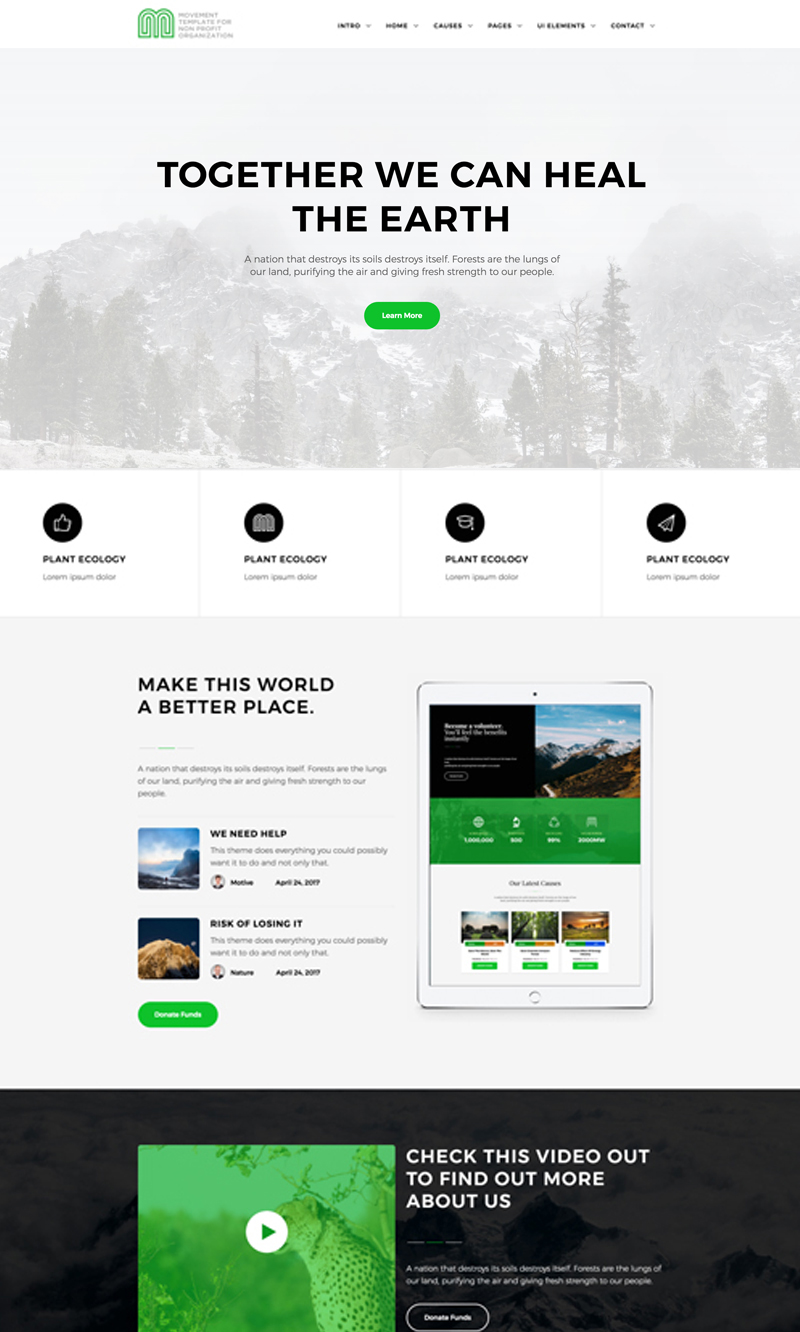 MOVEMENT
TEMPLATE FOR
NON PROFIT
ORGANIZATION
INTRO HOME CAUSES PAGES UI ELEMENTS CONTACT
TOGETHER WE CAN HEAL
THE EARTH
A nation that destroys its soils destroys itself. Forests are the lungs of
our land, purifying the air and giving fresh strength to our people.
Learn More
PLANT ECOLOGY PLANT ECOLOGY PLANT ECOLOGY PLANT ECOLOGY
Lorem ipsum dolor Lorem ipsum dolor Lorem ipsum dolor Lorem ipsum dolor
MAKE THIS WORLD
A BETTER PLACE.
A nation that destroys its soils destroys itself. Forests are the lungs
of our land, purifying the air and giving fresh strength to our
people.
WE NEED HELP
This theme does everything you could possibly
want it to do and not only that.
Motive April 24, 2017
RISK OF LOSING IT
This theme does everything you could possibly
want it to do and not only that.
Nature April 24, 2017
Donate Funds
Become a volunteer.
You'll feel the benefits
instantly
1,000,000 500 99% 2000MW
Our Latest Causes
CHECK THIS VIDEO OUT
TO FIND OUT MORE
ABOUT US
A nation that destroys its soils destroys itself. Forests are the lungs of
our land, purifying the air and giving fresh strength to our people.
Donate Funds